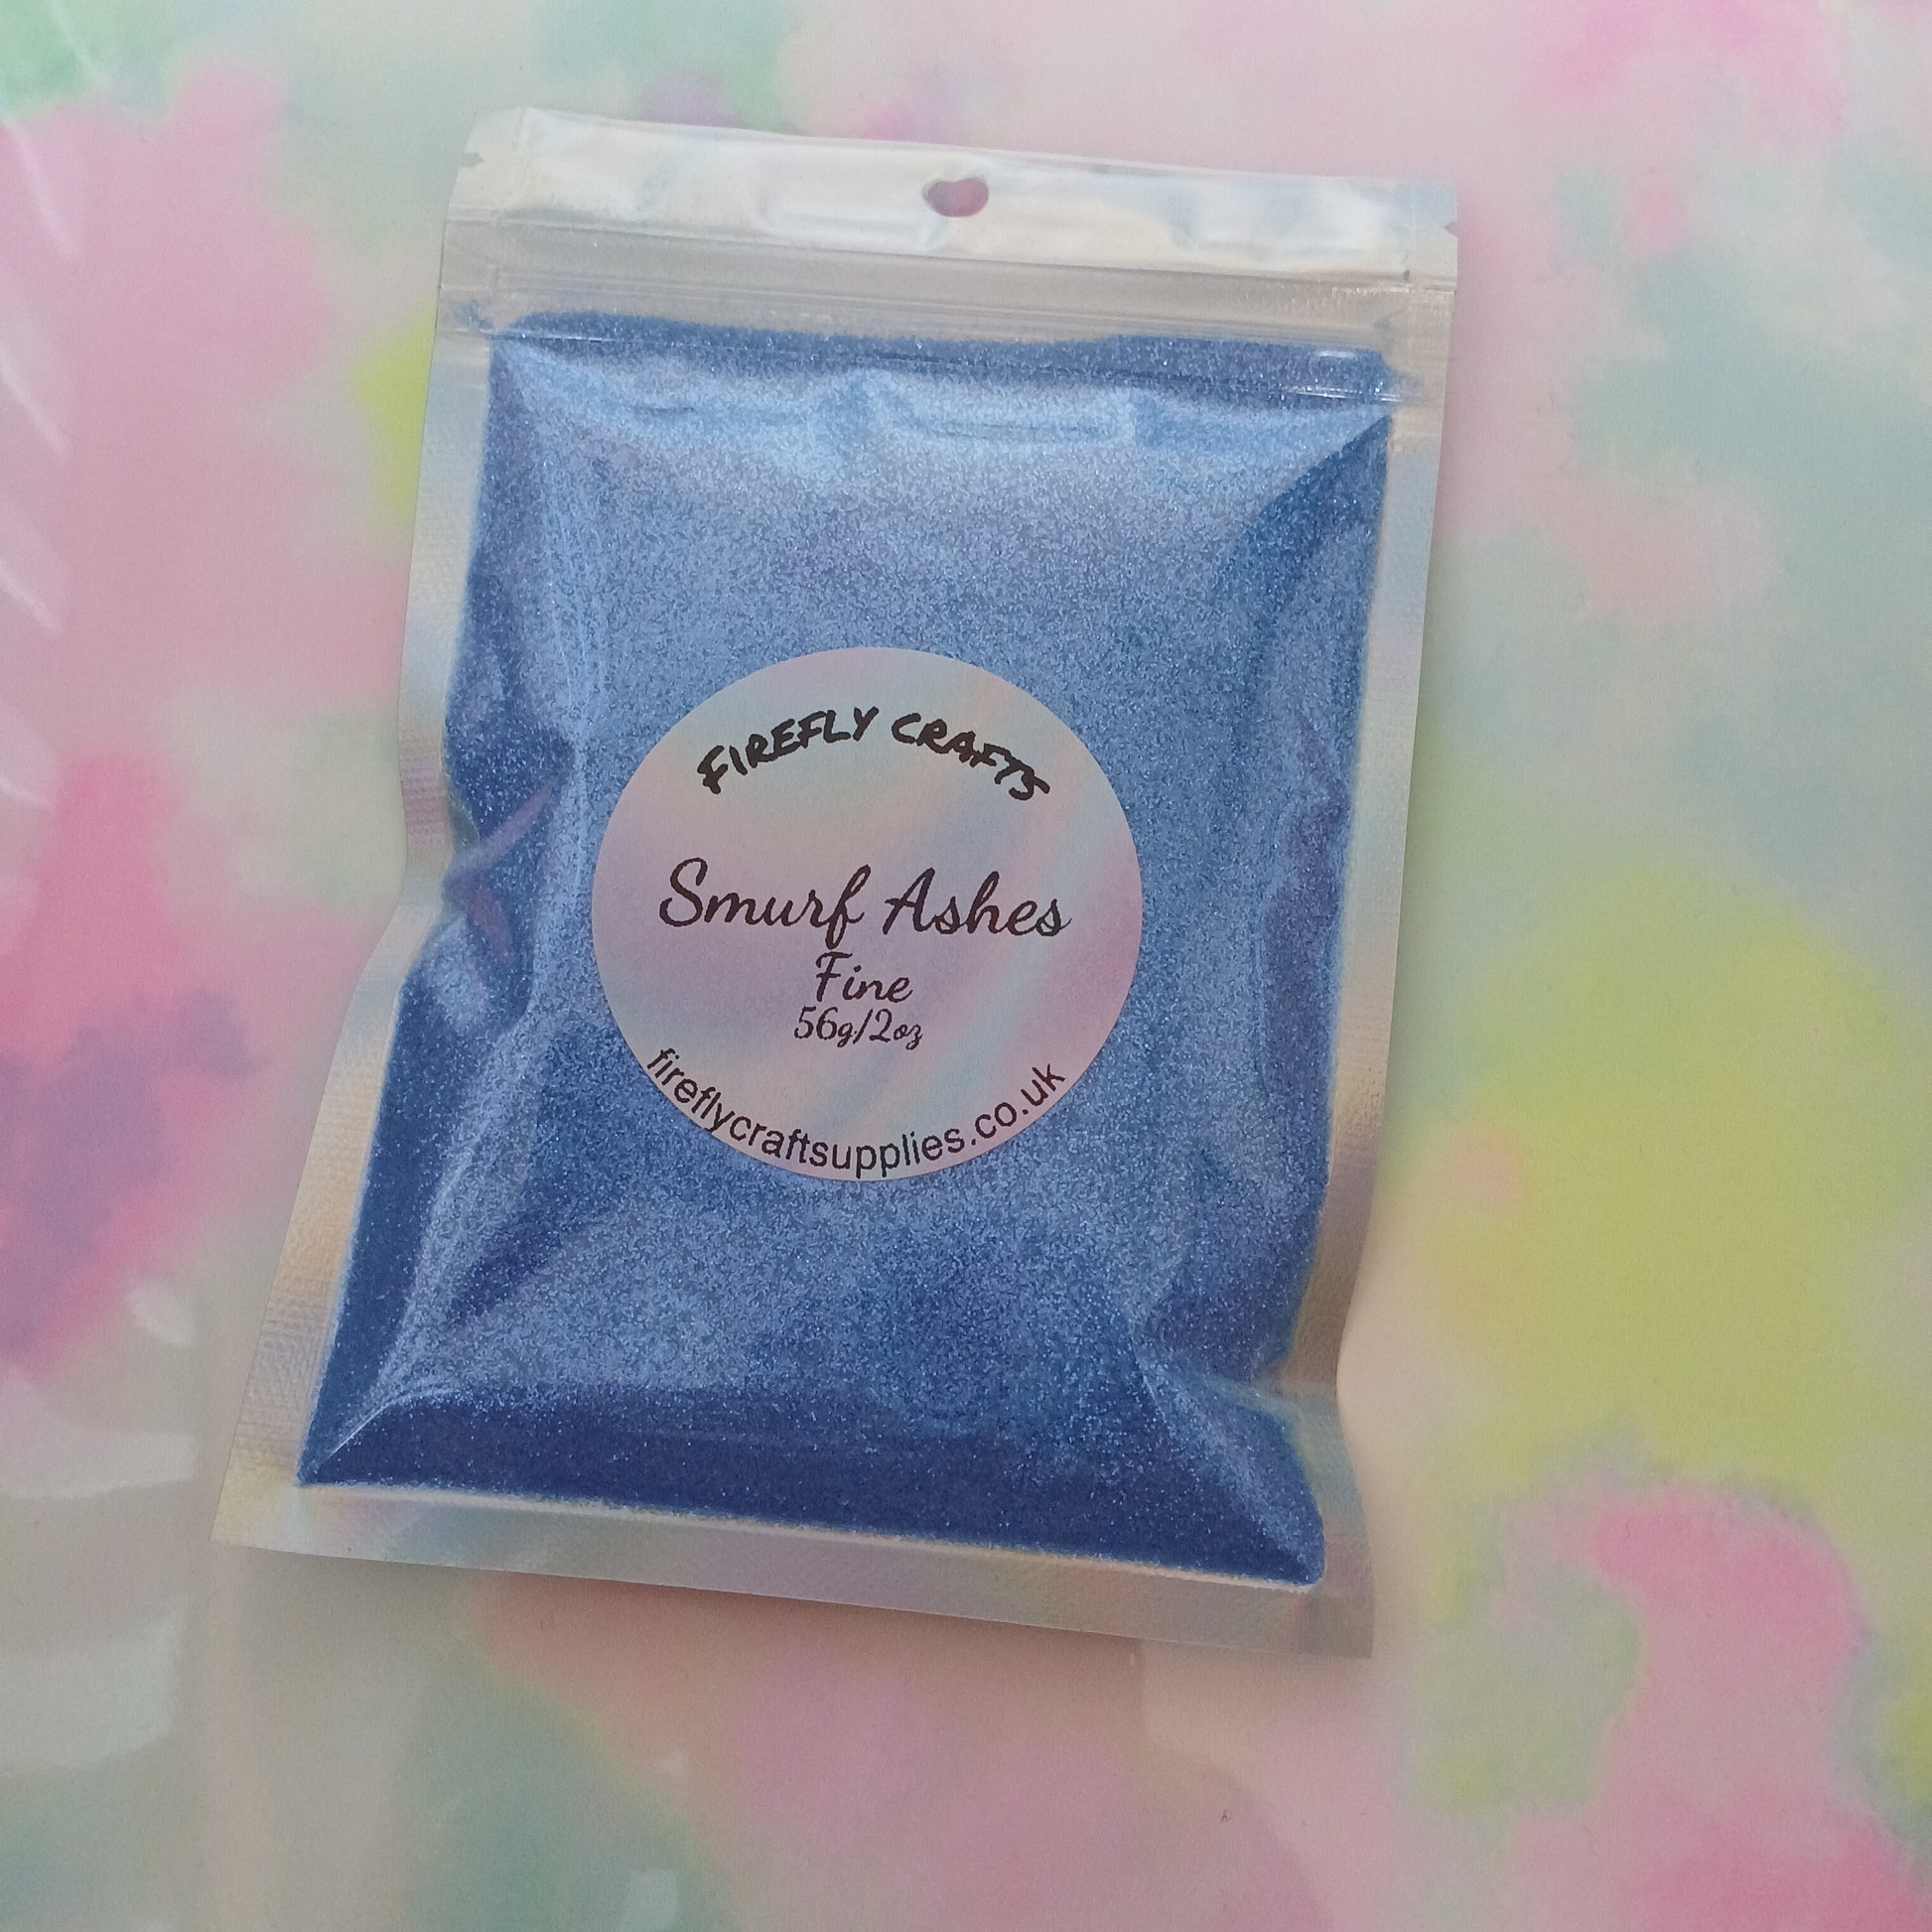 FIREFLY CRAFTS
Smurf Ashes
Fine
56g/2oz
fireflycraftsupplies.co.uk